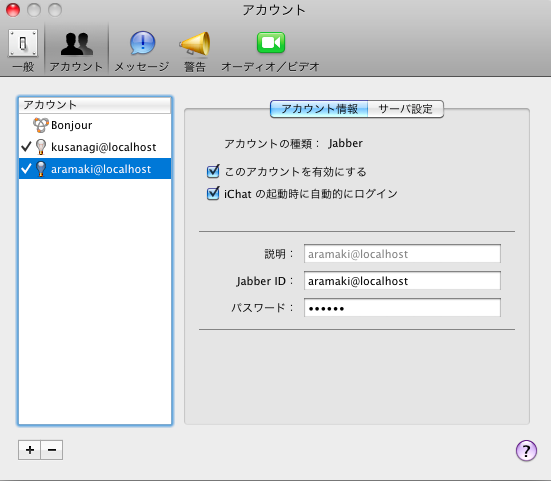 アカウント
一般
アカウント
メッセージ
警告
オーディオ／ビデオ
アカウント
Bonjour
kusanagi@localhost
aramaki@localhost
アカウント情報
サーバ設定
アカウントの種類： Jabber
このアカウントを有効にする
iChat の起動時に自動的にログイン
説明： aramaki@localhost
Jabber ID： aramaki@localhost
パスワード： ••••••
+ −
?